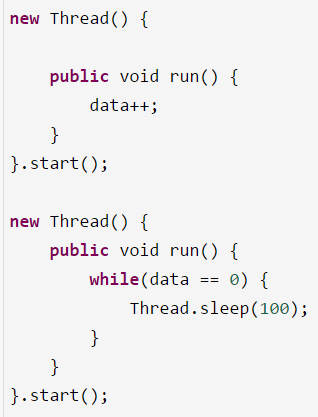 new Thread() {
    public void run() {
        data++;
    }
}.start();
new Thread() {
    public void run() {
        while(data == 0) {
            Thread.sleep(100);
        }
    }
}.start();